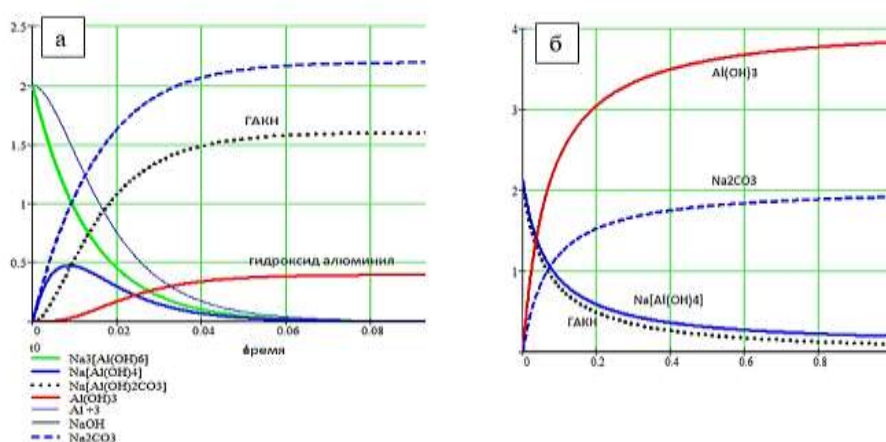 а
2.5
2
1.5
1
0.5
0
0.02
0.04
0.06
0.08
время
ГАКН
гидроксид алюминия
Na3[Al(OH)6]
Na[Al(OH)4]
Na[Al(OH)2CO3]
Al(OH)3
Al +3
NaOH
Na2CO3
б
4
3
2
1
0
0.2
0.4
0.6
0.8
Al(OH)3
Na2CO3
Na[Al(OH)4]
ГАКН